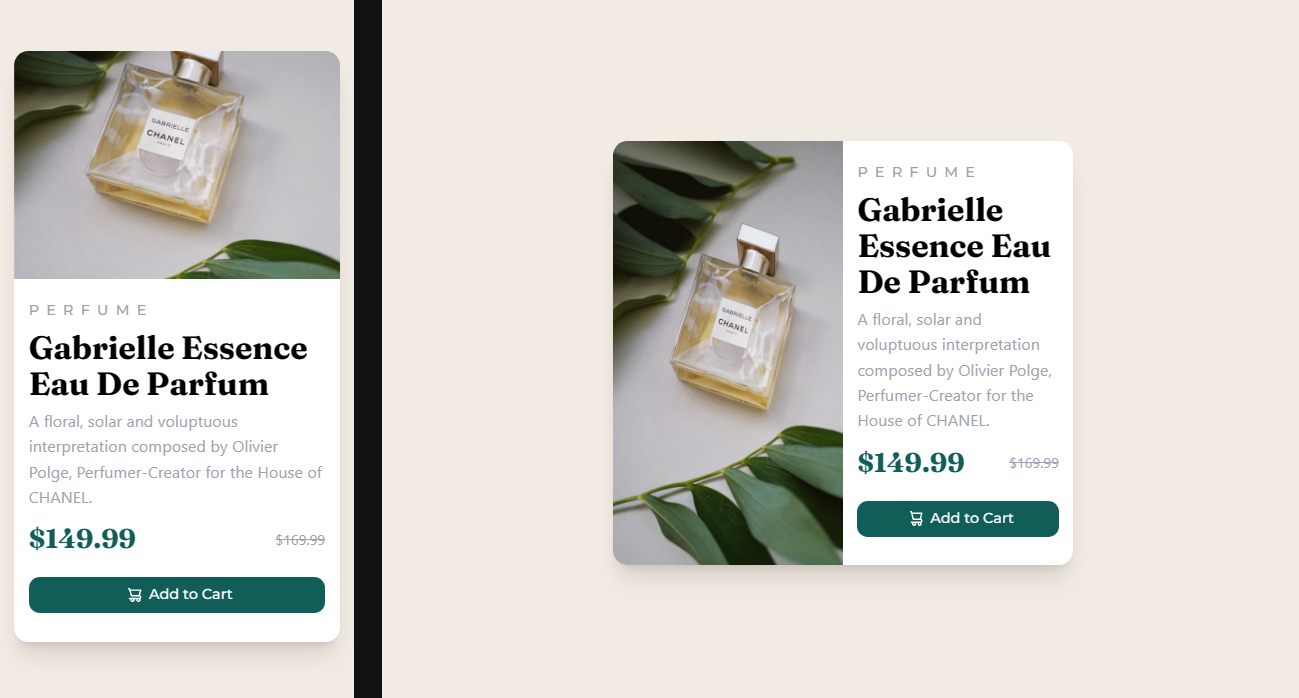 GABRIELLE
CHANEL
PARIS
PERFUME
Gabrielle Essence
Eau De Parfum
A floral, solar and voluptuous
interpretation composed by Olivier
Polge, Perfumer-Creator for the House of
CHANEL.
$149.99
$169.99
Add to Cart
GABRIELLE
CHANEL
PARIS
PERFUME
Gabrielle
Essence Eau
De Parfum
A floral, solar and
voluptuous interpretation
composed by Olivier Polge,
Perfumer-Creator for the
House of CHANEL.
$149.99
$169.99
Add to Cart